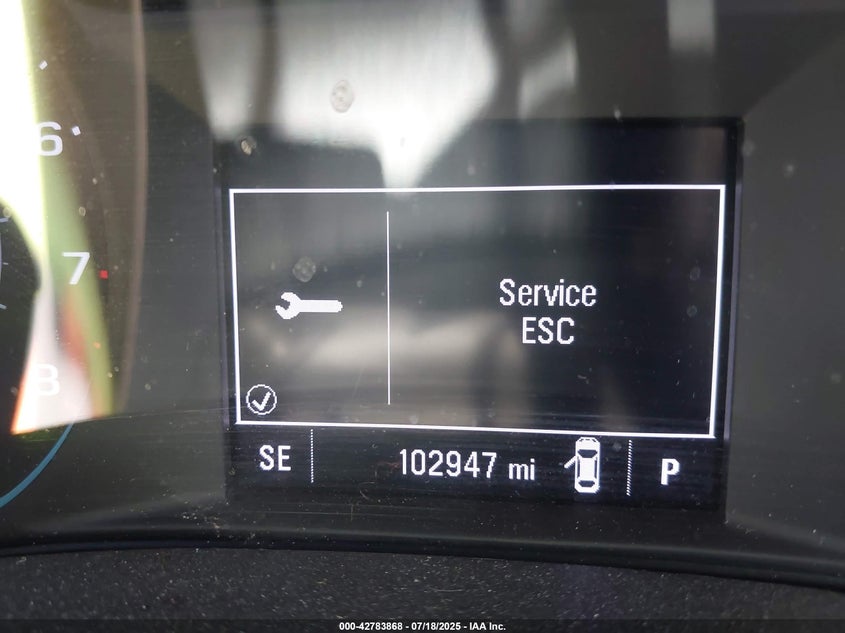 6
7
8
Service
ESC
SE
102947 mi
P
000-42783868 - 07/18/2025 - IAA Inc.